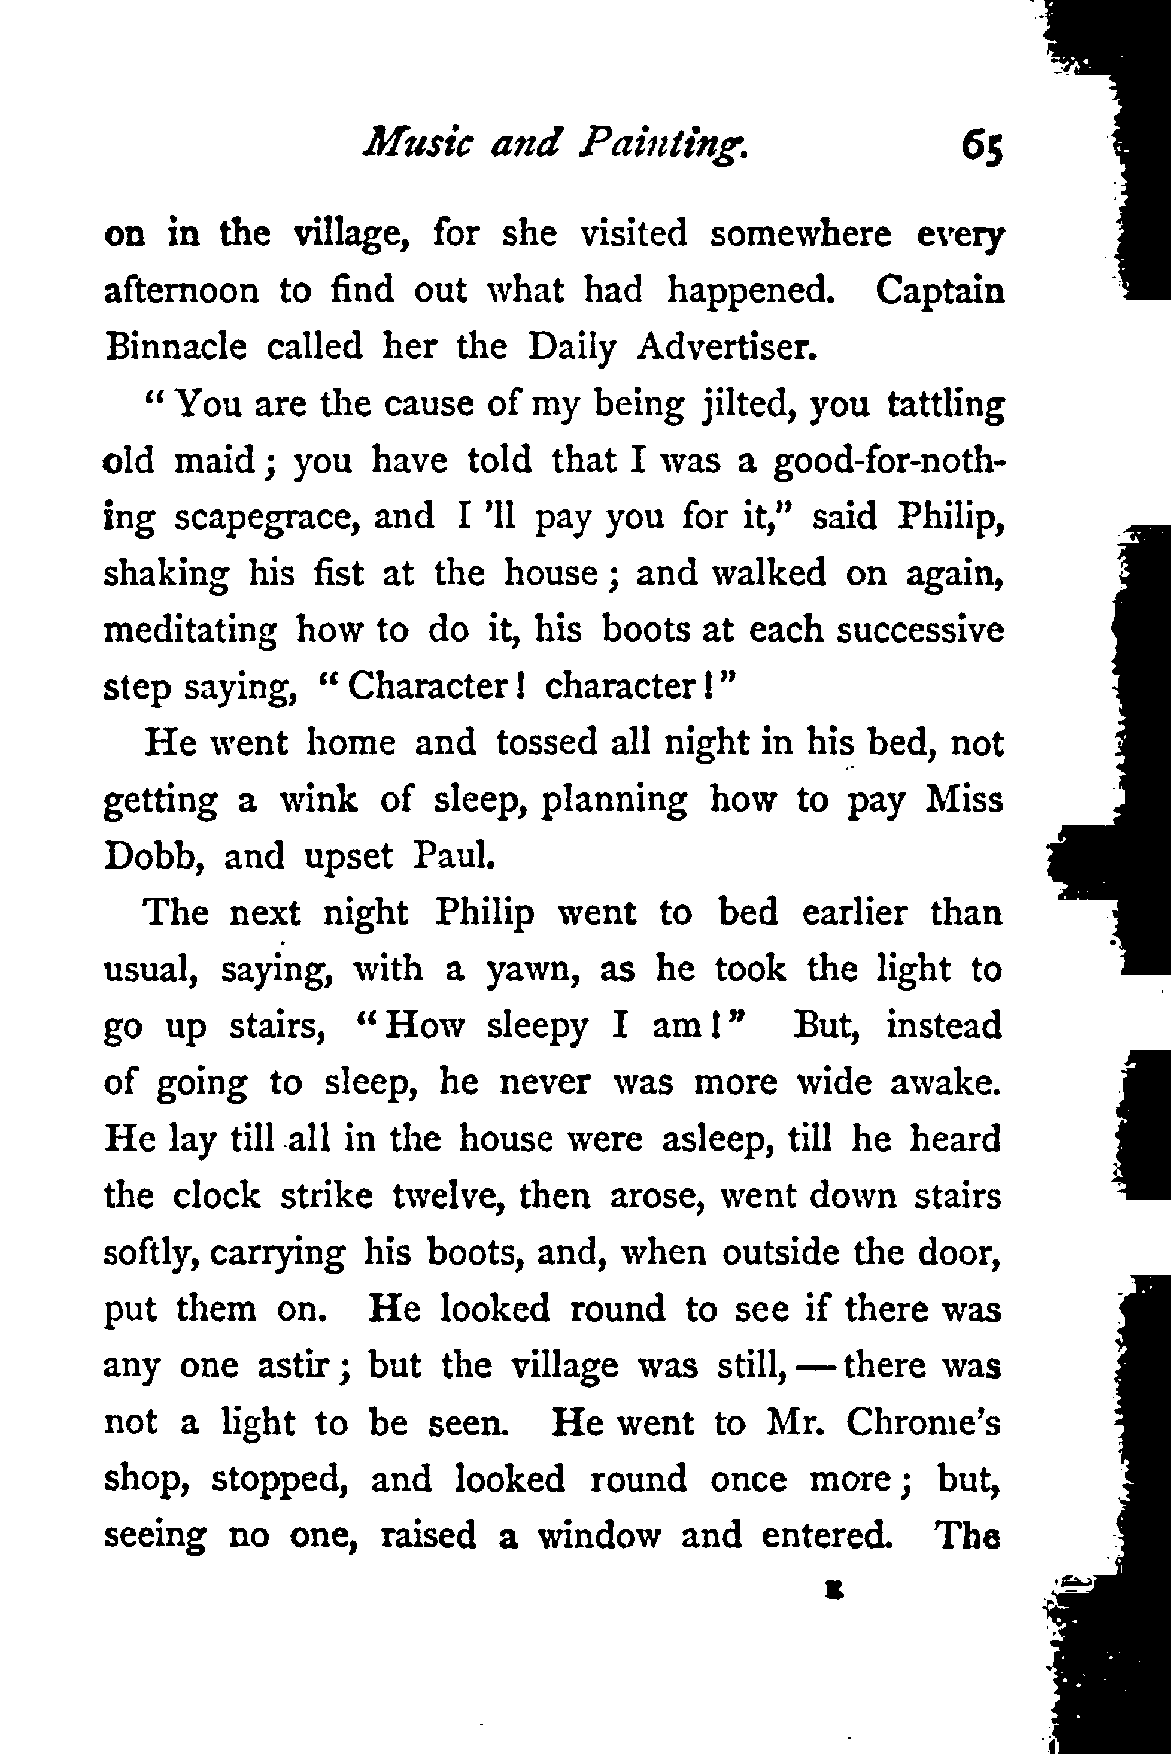 Music and Painting. 65
on in the village, for she visited somewhere every
afternoon to find out what had happened. Captain
Binnacle called her the Daily Advertiser.
“ You are the cause of my being jilted, you tattling
old maid ; you have told that I was a good-for-noth-
ing scapegrace, and I ’ll pay you for it,” said Philip,
shaking his fist at the house ; and walked on again,
meditating how to do it, his boots at each successive
step saying, “ Character ! character ! ”
He went home and tossed all night in his bed, not
getting a wink of sleep, planning how to pay Miss
Dobb, and upset Paul.
The next night Philip went to bed earlier than
usual, saying, with a yawn, as he took the light to
go up stairs, “ How sleepy I am ! ” But, instead
of going to sleep, he never was more wide awake.
He lay till all in the house were asleep, till he heard
the clock strike twelve, then arose, went down stairs
softly, carrying his boots, and, when outside the door,
put them on. He looked round to see if there was
any one astir ; but the village was still, — there was
not a light to be seen. He went to Mr. Chrome’s
shop, stopped, and looked round once more ; but,
seeing no one, raised a window and entered. The
E